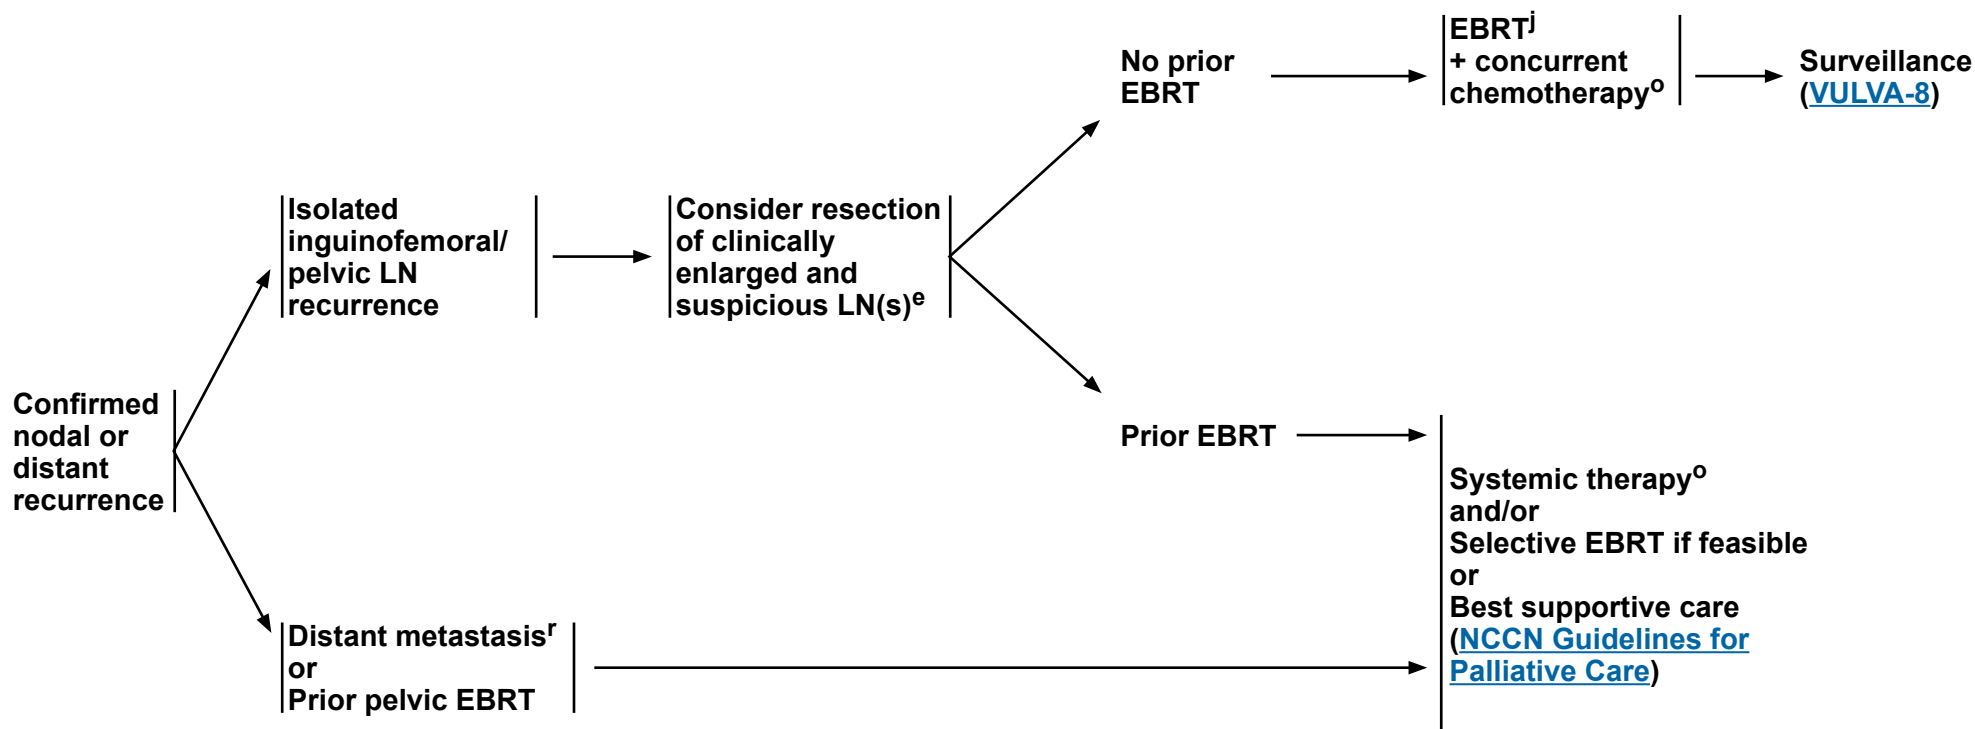 Confirmed
nodal or
distant
recurrence
Isolated
inguinofemoral/
pelvic LN
recurrence
Consider resection
of clinically
enlarged and
suspicious LN(s)e
No prior
EBRT
EBRTj
+ concurrent
chemotherapyo
Surveillance
(VULVA-8)
Prior EBRT
Distant metastasisr
or
Prior pelvic EBRT
Systemic therapyo
and/or
Selective EBRT if feasible
or
Best supportive care
(NCCN Guidelines for
Palliative Care)